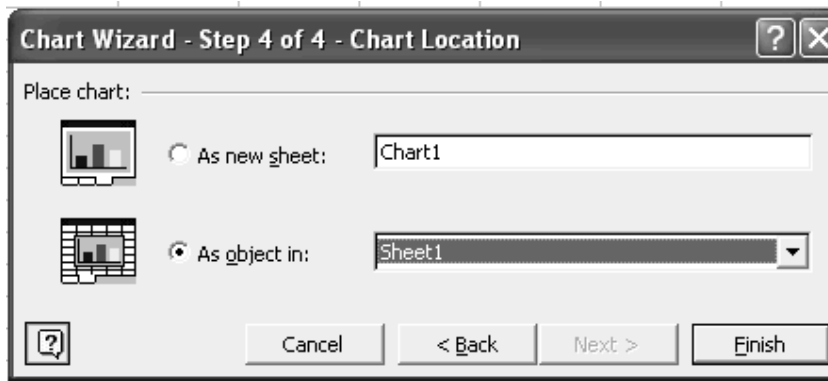 Chart Wizard - Step 4 of 4 - Chart Location
Place chart:
As new sheet: Chart1
As object in: Sheet1
Cancel < Back Next > Finish